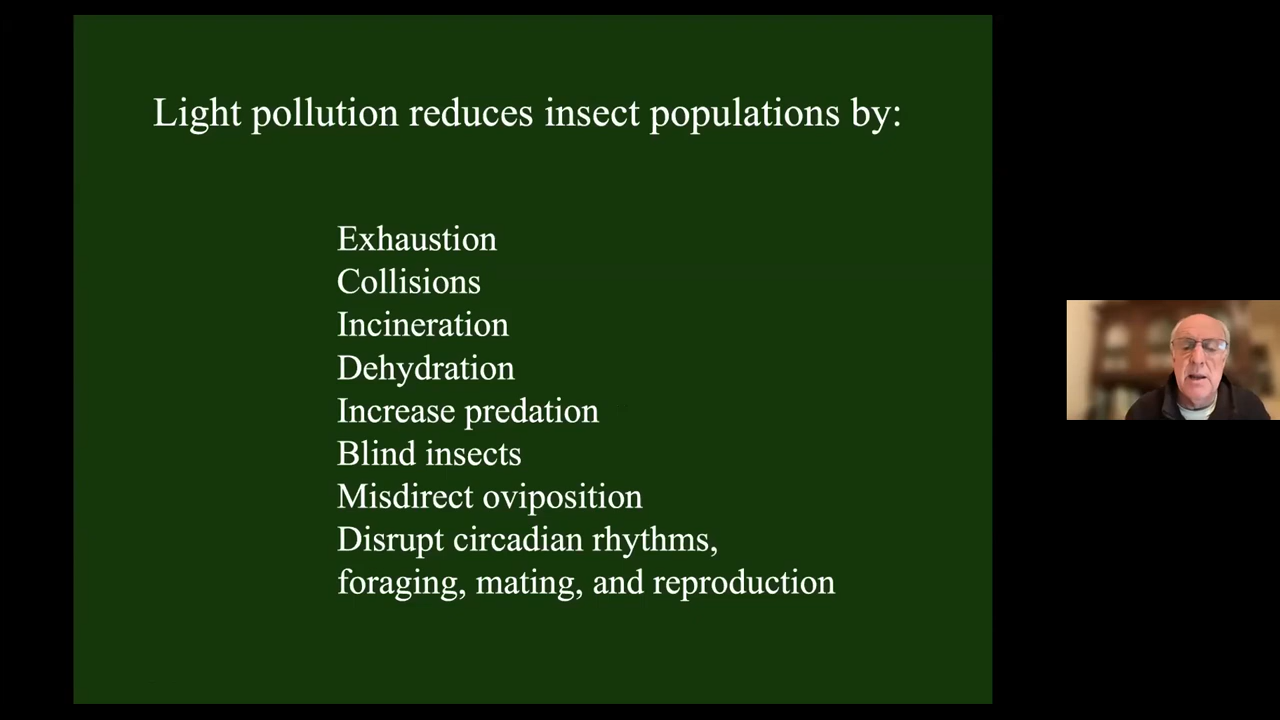 Light pollution reduces insect populations by:
Exhaustion
Collisions
Incineration
Dehydration
Increase predation
Blind insects
Misdirect oviposition
Disrupt circadian rhythms,
foraging, mating, and reproduction